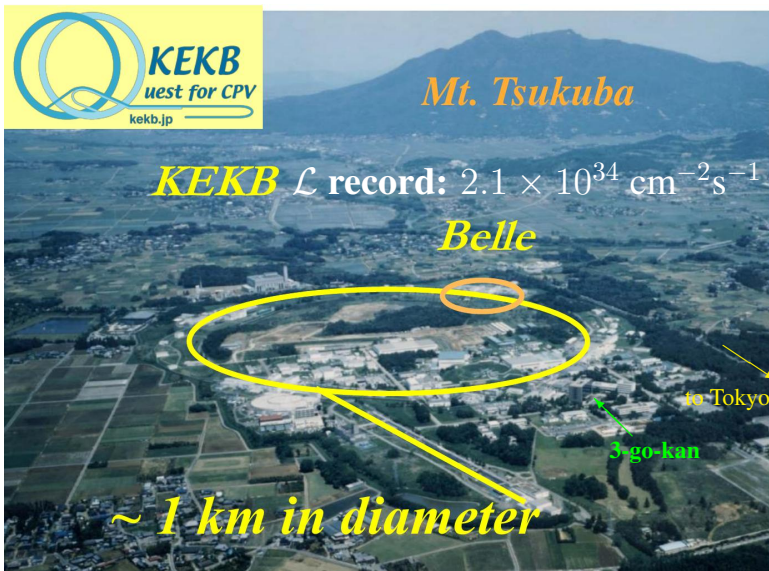 KEKB
Quest for CPV
kekb.jp
Mt. Tsukuba
KEKB ℒ record: 2.1 × 10³⁴ cm⁻²s⁻¹
Belle
to Tokyo
3-go-kan
~ 1 km in diameter